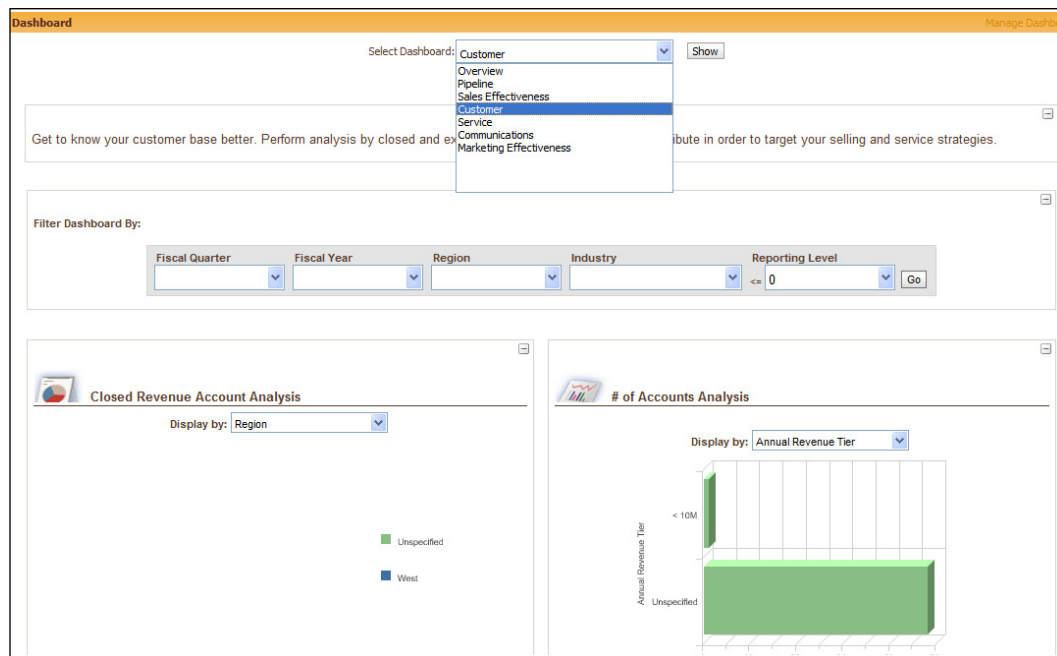 Dashboard
Manage Dashbo
Select Dashboard: Customer Show
Overview
Pipeline
Sales Effectiveness
Customer
Service
Communications
Marketing Effectiveness
Get to know your customer base better. Perform analysis by closed and ex ibute in order to target your selling and service strategies.
Filter Dashboard By:
Fiscal Quarter Fiscal Year Region Industry Reporting Level
<= 0 Go
Closed Revenue Account Analysis
Display by: Region
Unspecified
West
# of Accounts Analysis
Display by: Annual Revenue Tier
Annual Revenue Tier
< 10M
Unspecified